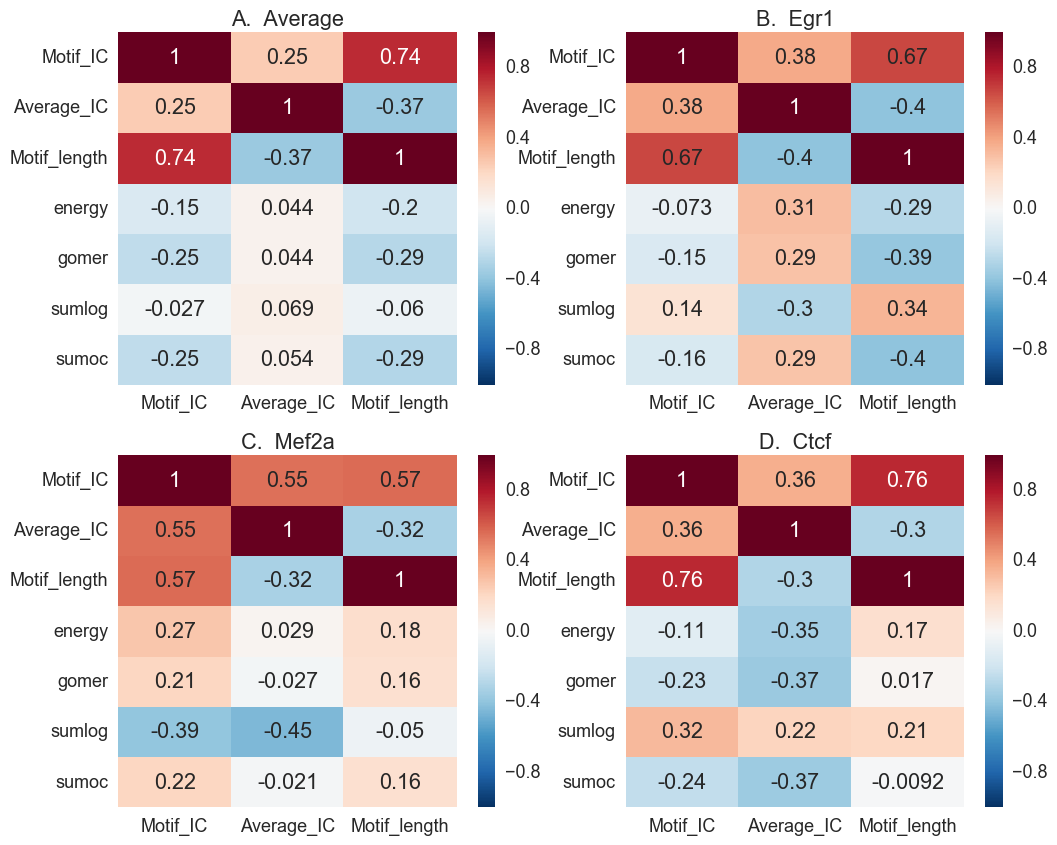 A. Average
Motif_IC 1 0.25 0.74
Average_IC 0.25 1 -0.37
Motif_length 0.74 -0.37 1
energy -0.15 0.044 -0.2
gomer -0.25 0.044 -0.29
sumlog -0.027 0.069 -0.06
sumoc -0.25 0.054 -0.29
Motif_IC Average_IC Motif_length
0.8
0.4
0.0
−0.4
−0.8
B. Egr1
Motif_IC 1 0.38 0.67
Average_IC 0.38 1 -0.4
Motif_length 0.67 -0.4 1
energy -0.073 0.31 -0.29
gomer -0.15 0.29 -0.39
sumlog 0.14 -0.3 0.34
sumoc -0.16 0.29 -0.4
Motif_IC Average_IC Motif_length
0.8
0.4
0.0
−0.4
−0.8
C. Mef2a
Motif_IC 1 0.55 0.57
Average_IC 0.55 1 -0.32
Motif_length 0.57 -0.32 1
energy 0.27 0.029 0.18
gomer 0.21 -0.027 0.16
sumlog -0.39 -0.45 -0.05
sumoc 0.22 -0.021 0.16
Motif_IC Average_IC Motif_length
0.8
0.4
0.0
−0.4
−0.8
D. Ctcf
Motif_IC 1 0.36 0.76
Average_IC 0.36 1 -0.3
Motif_length 0.76 -0.3 1
energy -0.11 -0.35 0.17
gomer -0.23 -0.37 0.017
sumlog 0.32 0.22 0.21
sumoc -0.24 -0.37 -0.0092
Motif_IC Average_IC Motif_length
0.8
0.4
0.0
−0.4
−0.8